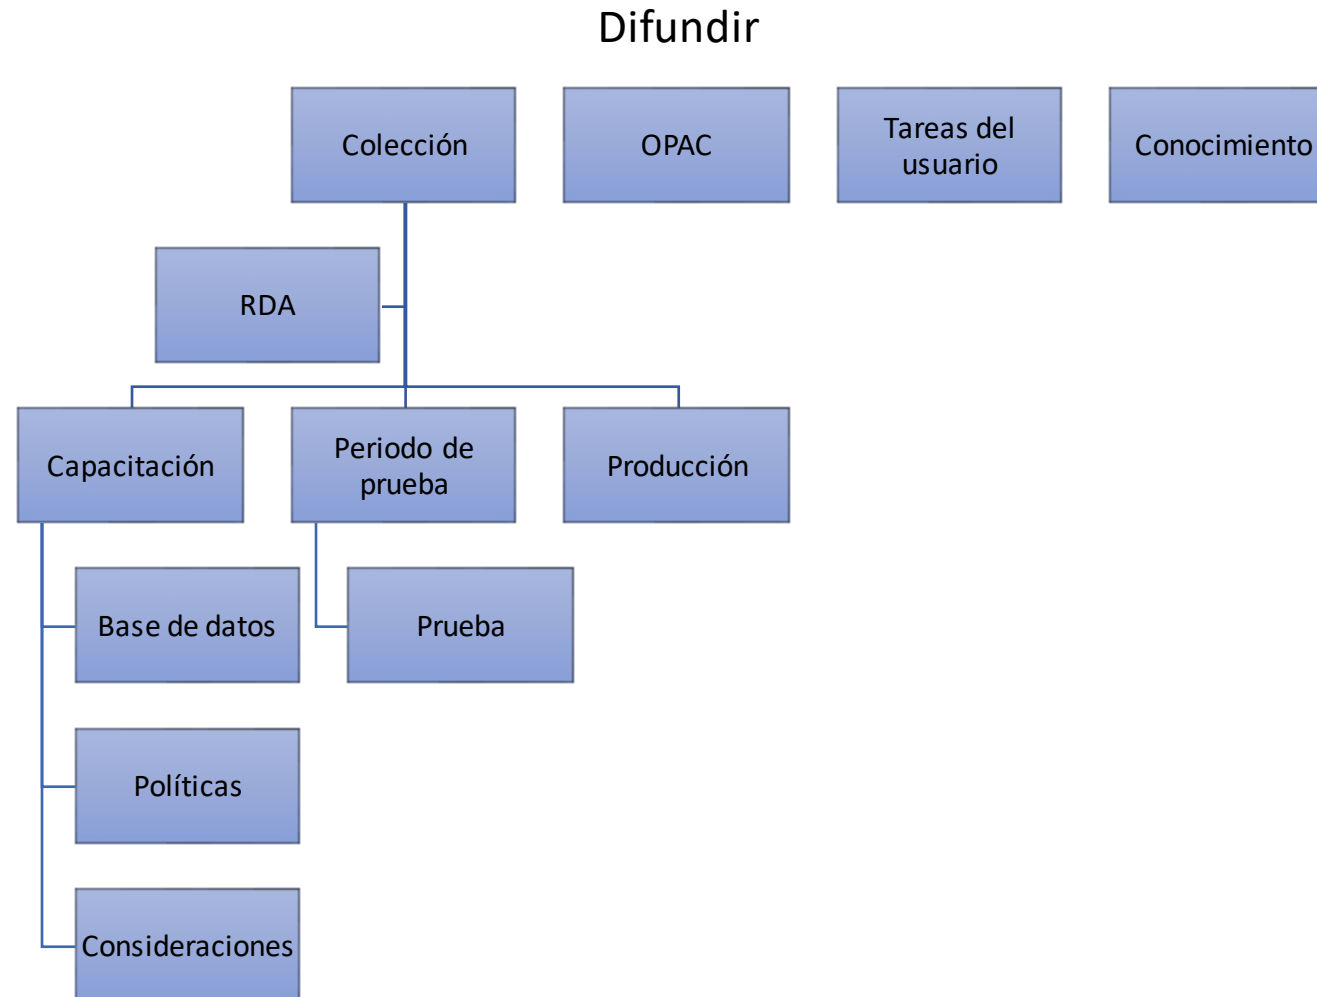 Difundir
Colección
OPAC
Tareas del
usuario
Conocimiento
RDA
Capacitación
Periodo de
prueba
Producción
Base de datos
Prueba
Políticas
Consideraciones